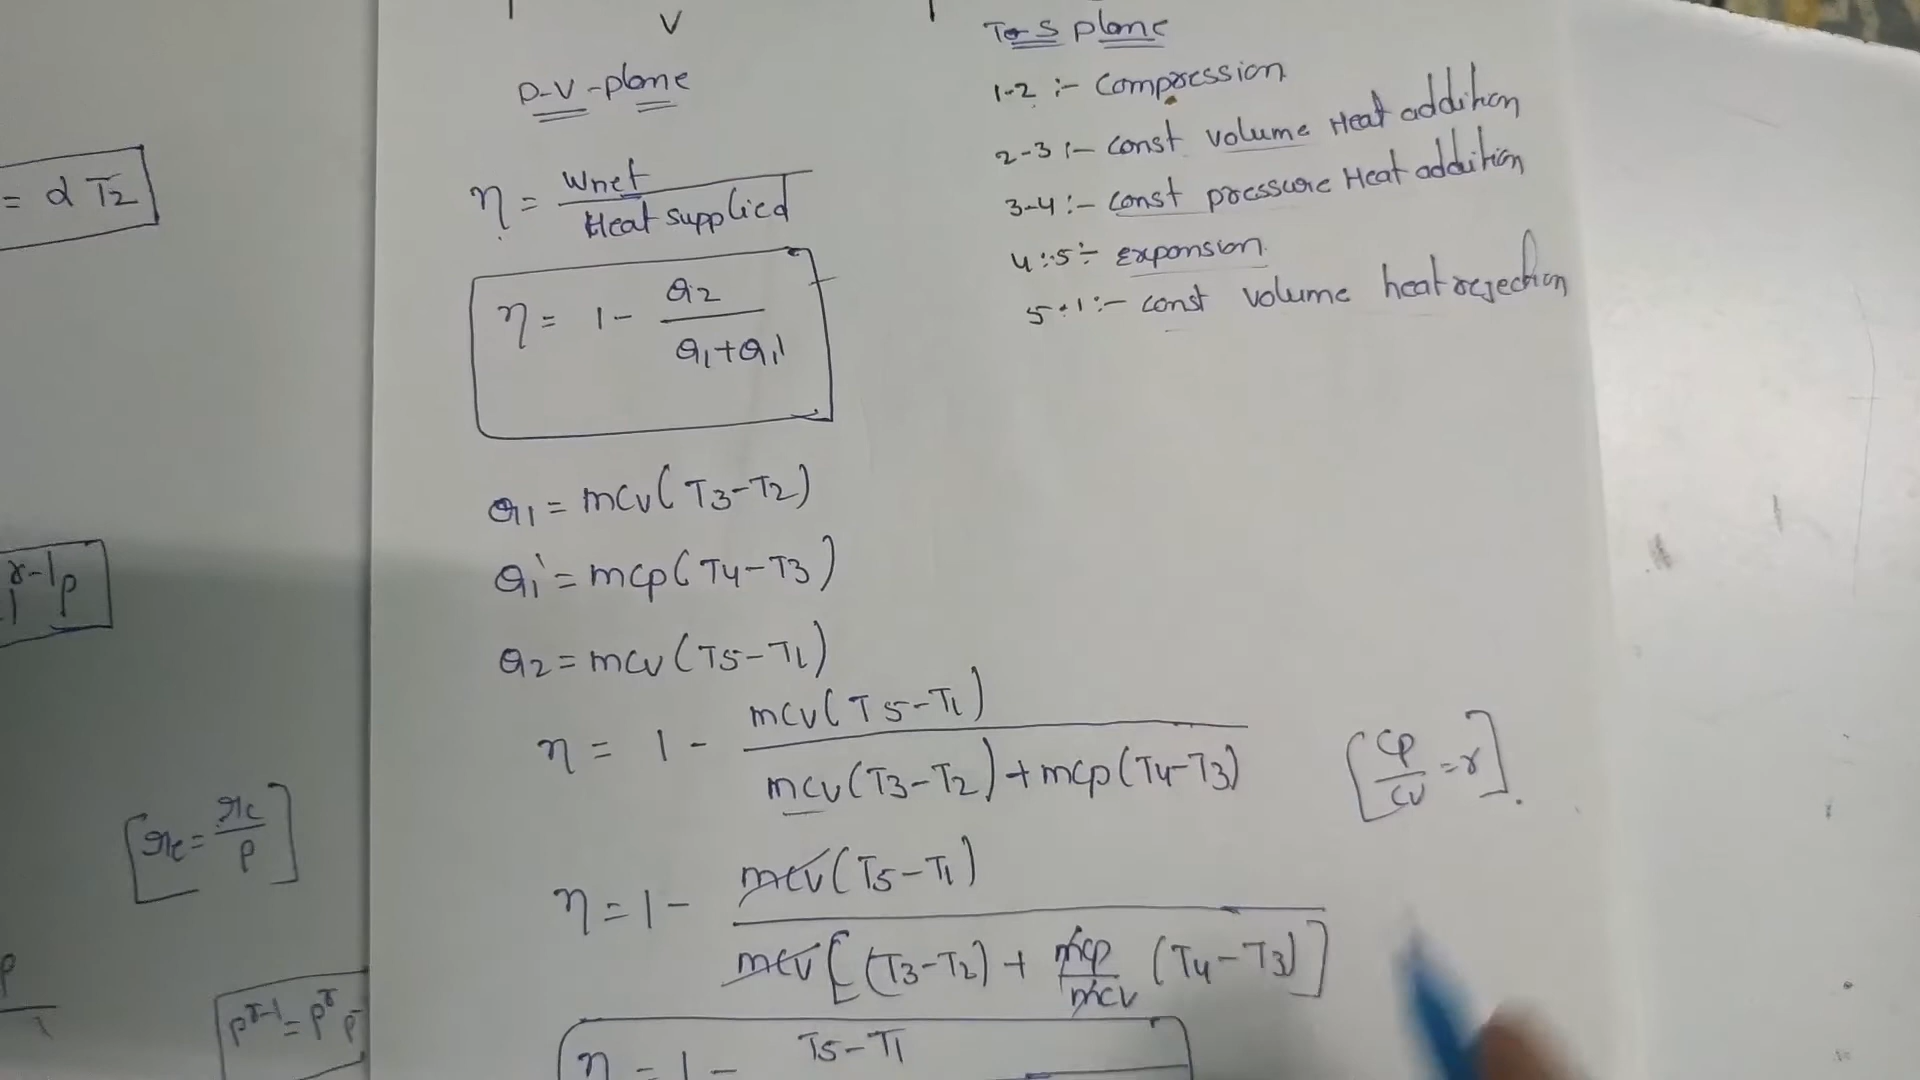 V
P-V-plane
η = Wnet / Heat supplied
η = 1 - Q2 / Q1+Q1'
Q1 = mcv(T3-T2)
Q1' = mcp(T4-T3)
Q2 = mcv(T5-T1)
η = 1 - mcv(T5-T1) / mcv(T3-T2)+mcp(T4-T3)
[cp/cv = γ].
η = 1 - mcv(T5-T1) / mcv[(T3-T2)+ mcp/mcv (T4-T3)]
η = 1 - T5-T1
T-S plane
1-2 :- Compression
2-3 :- const volume Heat addition
3-4 :- const pressure Heat addition
4-5 :- expansion
5-1 :- const volume heat rejection
= α T2
γ-1 ρ
ρ